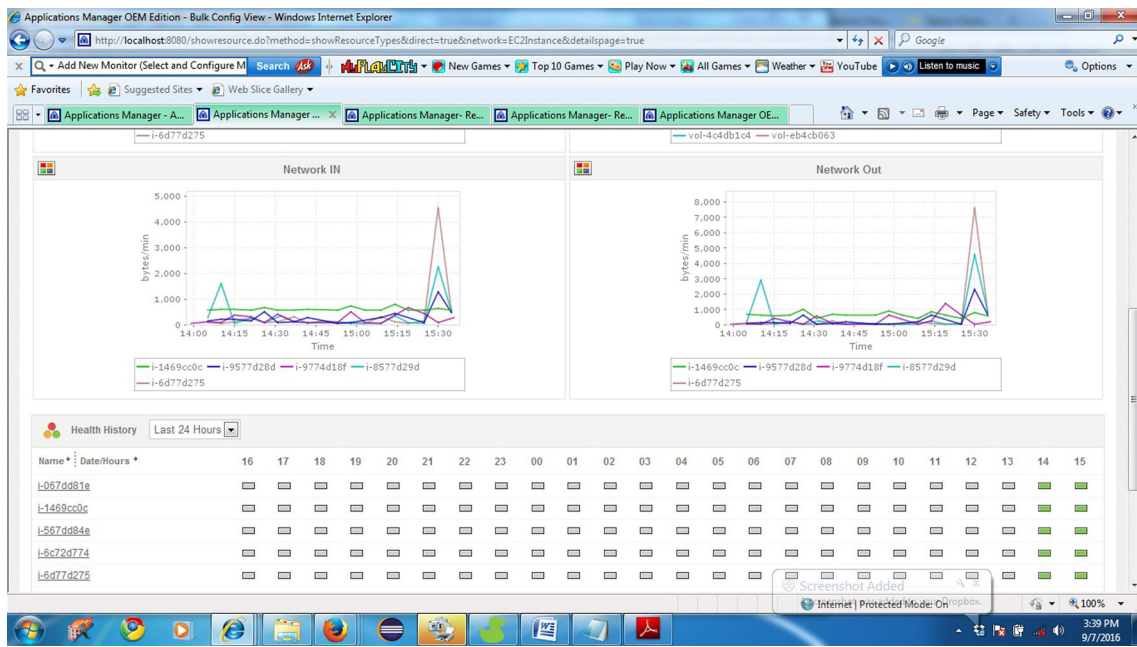 Applications Manager OEM Edition - Bulk Config View - Windows Internet Explorer
http://localhost:8080/showresource.do?method=showResourceTypes&direct=true&network=EC2Instance&detailspage=true
Google
x Add New Monitor (Select and Configure M Search Ask MyPlayCity New Games Top 10 Games Play Now All Games Weather YouTube Listen to music Options
Favorites Suggested Sites Web Slice Gallery
Applications Manager - A... Applications Manager ... X Applications Manager- Re... Applications Manager- Re... Applications Manager OE... Page Safety Tools
i-6d77d275
vol-4c4db1c4 vol-eb4cb063
Network IN
5,000
4,000
3,000
2,000
1,000
0
bytes/min
14:00 14:15 14:30 14:45 15:00 15:15 15:30
Time
i-1469cc0c i-9577d28d i-9774d18f i-8577d29d
i-6d77d275
Network Out
8,000
7,000
6,000
5,000
4,000
3,000
2,000
1,000
0
bytes/min
14:00 14:15 14:30 14:45 15:00 15:15 15:30
Time
i-1469cc0c i-9577d28d i-9774d18f i-8577d29d
i-6d77d275
Health History Last 24 Hours
Name Date/Hours 16 17 18 19 20 21 22 23 00 01 02 03 04 05 06 07 08 09 10 11 12 13 14 15
i-067dd81e
i-1469cc0c
i-567dd84e
i-6c72d774
i-6d77d275
Screenshot Added
Internet | Protected Mode: On
100%
3:39 PM
9/7/2016